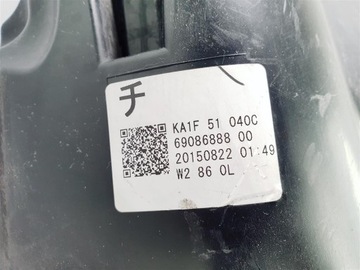 チ
KA1F 51 040C
69086888 00
20150822 01:49
W2 86 0L